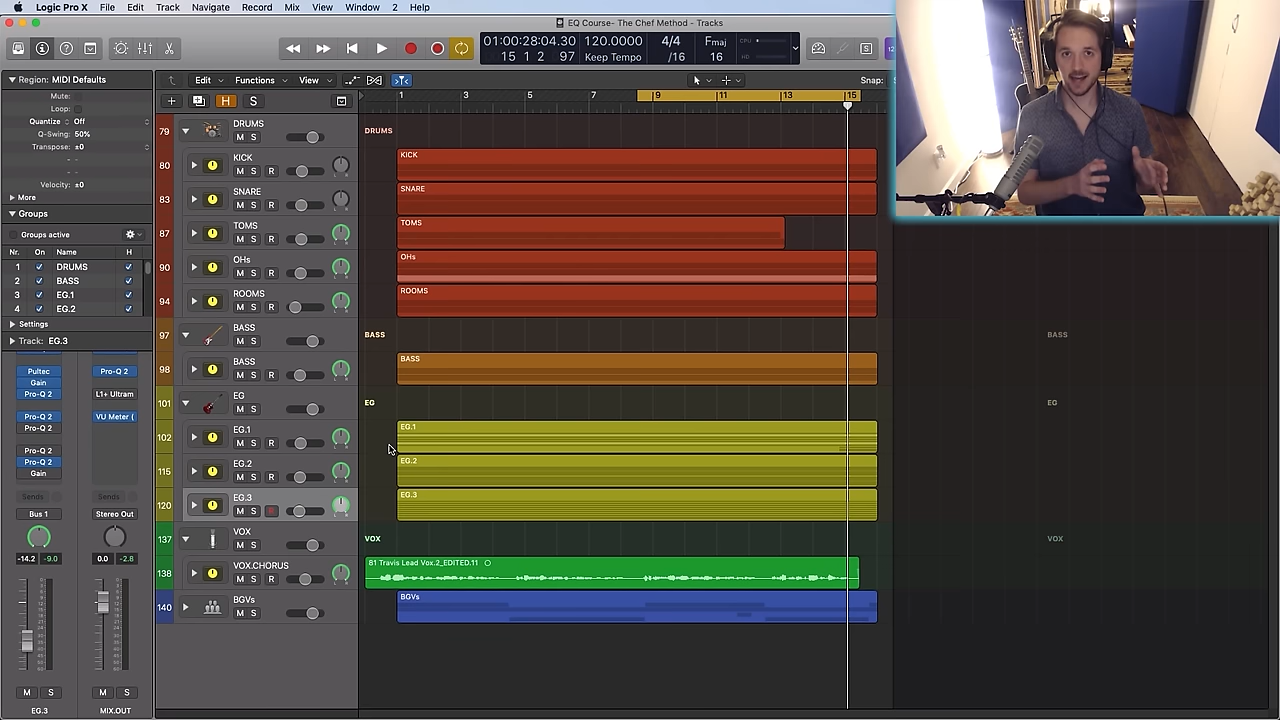 Logic Pro X File Edit Track Navigate Record Mix View Window 2 Help
EQ Course- The Chef Method - Tracks
01:00:28:04.30 120.0000 4/4 Fmaj CPU
15 1 2 97 Keep Tempo /16 16 HD
Region: MIDI Defaults
Edit Functions View Snap:
Mute:
Loop:
Quantize Off
Q-Swing: 50%
Transpose: ±0
Velocity: ±0
More
Groups
Groups active
Nr. On Name H
1 DRUMS
2 BASS
3 EG.1
4 EG.2
Settings
Track: EG.3
Pultec Pro-Q 2
Gain
Pro-Q 2 L1+ Ultram
Pro-Q 2 VU Meter (
Pro-Q 2
Pro-Q 2
Pro-Q 2
Gain
Sends Sends
Bus 1 Stereo Out
-14.2 -9.0 0.0 -2.8
M S M S
EG.3 MIX.OUT
H S
1 3 5 7 9 11 13 15
79 DRUMS DRUMS
M S
80 KICK KICK
M S R
83 SNARE SNARE
M S R
87 TOMS TOMS
M S R
90 OHs OHs
M S R
94 ROOMS ROOMS
M S R
97 BASS BASS BASS
M S
98 BASS BASS
M S R
101 EG EG EG
M S
102 EG.1 EG.1
M S R
115 EG.2 EG.2
M S R
120 EG.3 EG.3
M S R
137 VOX VOX VOX
M S
138 VOX.CHORUS 81 Travis Lead Vox.2_EDITED.11
M S R
140 BGVs BGVs
M S